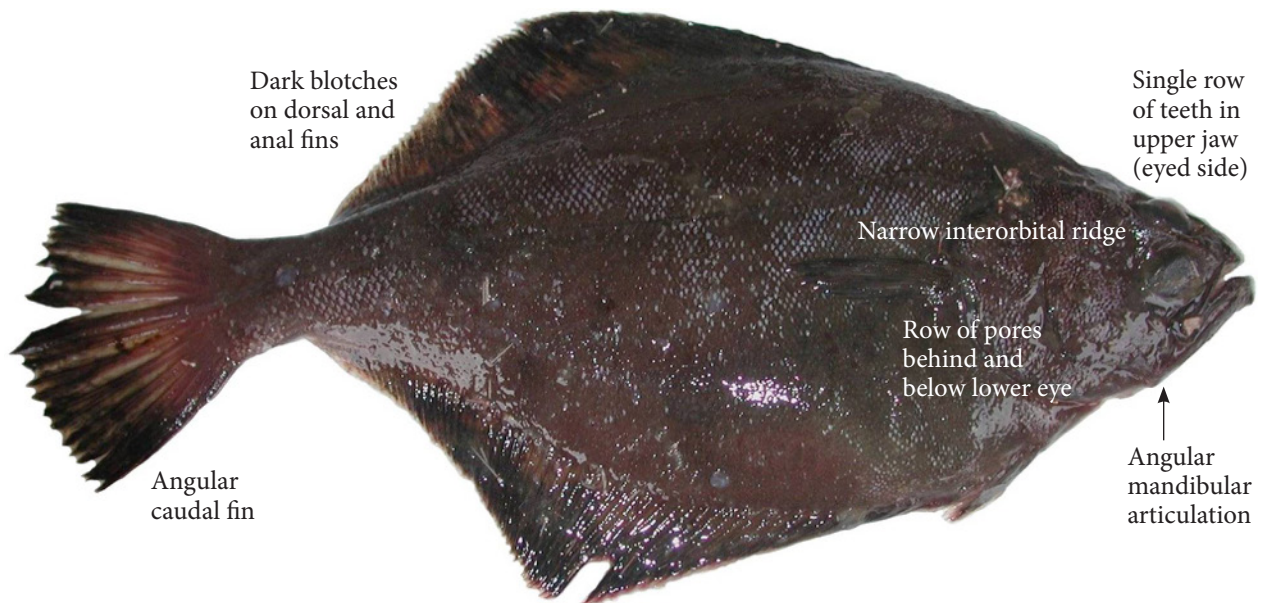 Dark blotches
on dorsal and
anal fins
Single row
of teeth in
upper jaw
(eyed side)
Narrow interorbital ridge
Row of pores
behind and
below lower eye
Angular
caudal fin
Angular
mandibular
articulation